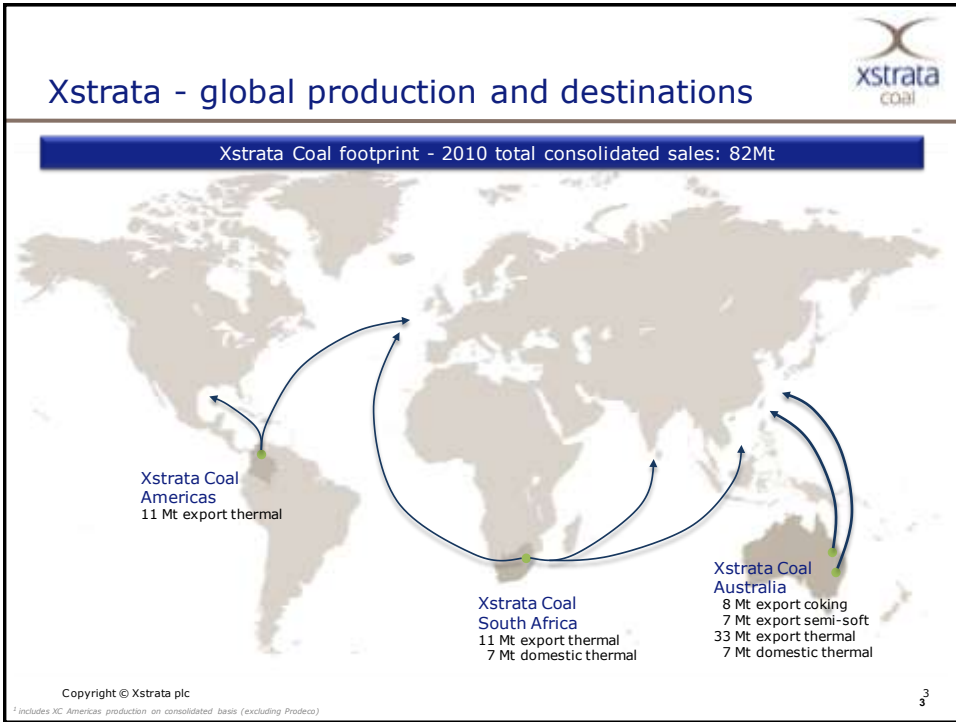 Xstrata - global production and destinations
xstrata
coal
Xstrata Coal footprint - 2010 total consolidated sales: 82Mt
Xstrata Coal
Americas
11 Mt export thermal
Xstrata Coal
South Africa
11 Mt export thermal
7 Mt domestic thermal
Xstrata Coal
Australia
8 Mt export coking
7 Mt export semi-soft
33 Mt export thermal
7 Mt domestic thermal
Copyright © Xstrata plc
3
3
1 includes XC Americas production on consolidated basis (excluding Prodeco)